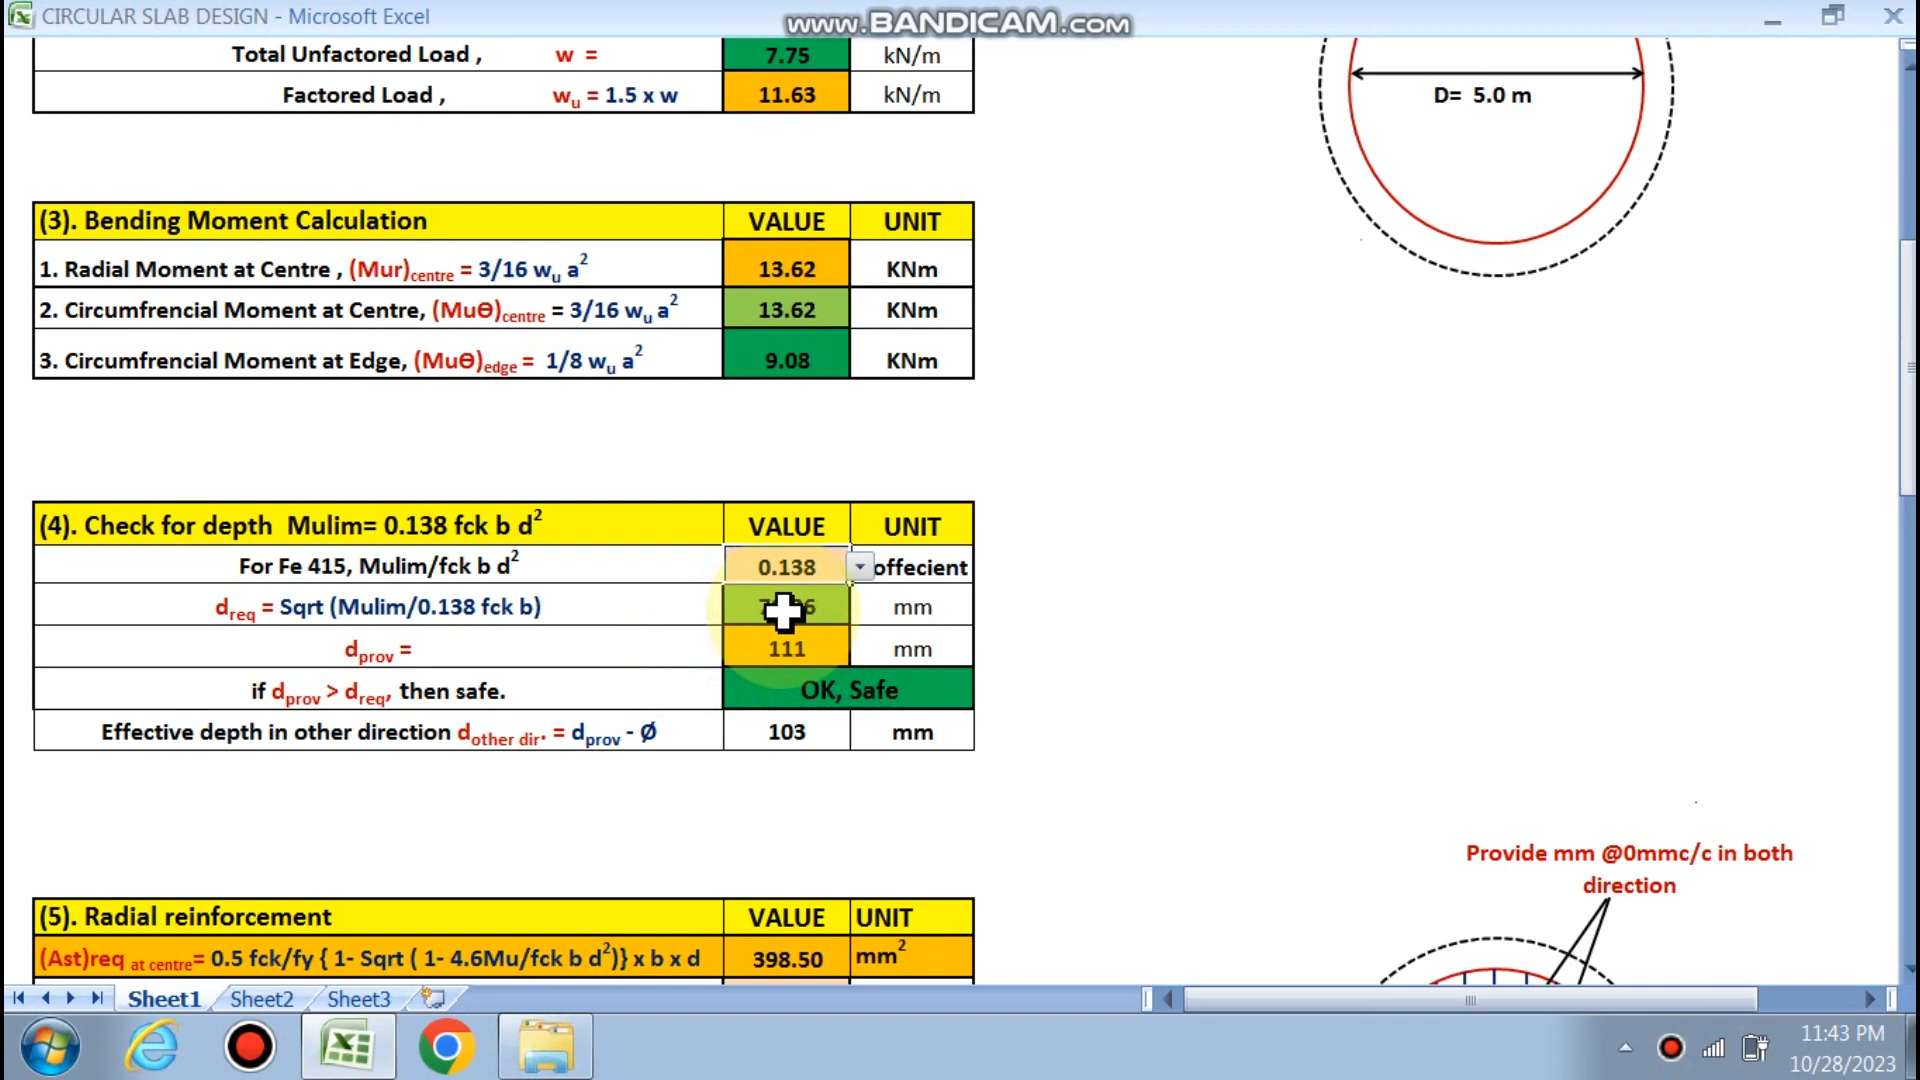 CIRCULAR SLAB DESIGN - Microsoft Excel
www.BANDICAM.com
Total Unfactored Load , w = 7.75 kN/m
Factored Load , wu = 1.5 x w 11.63 kN/m
D= 5.0 m
(3). Bending Moment Calculation VALUE UNIT
1. Radial Moment at Centre , (Mur)centre = 3/16 wu a2 13.62 KNm
2. Circumfrencial Moment at Centre, (MuΘ)centre = 3/16 wu a2 13.62 KNm
3. Circumfrencial Moment at Edge, (MuΘ)edge = 1/8 wu a2 9.08 KNm
(4). Check for depth Mulim= 0.138 fck b d2 VALUE UNIT
For Fe 415, Mulim/fck b d2 0.138 offecient
dreq = Sqrt (Mulim/0.138 fck b) mm
dprov = 111 mm
if dprov > dreq, then safe. OK, Safe
Effective depth in other direction dother dir. = dprov - Ø 103 mm
Provide mm @0mmc/c in both
direction
(5). Radial reinforcement VALUE UNIT
(Ast)req at centre= 0.5 fck/fy { 1- Sqrt ( 1- 4.6Mu/fck b d2)} x b x d 398.50 mm2
Sheet1 Sheet2 Sheet3
11:43 PM
10/28/2023